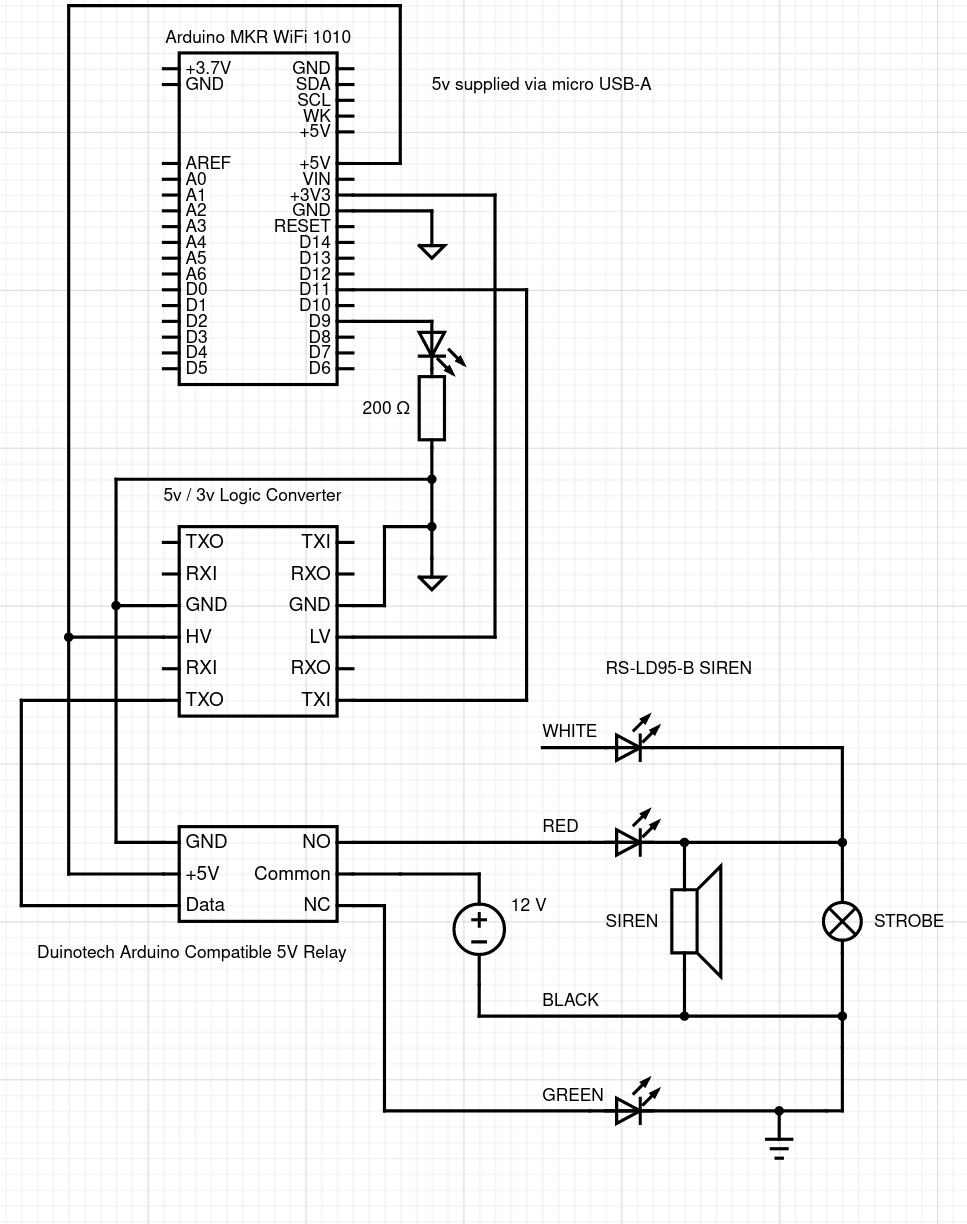 Arduino MKR WiFi 1010
+3.7V GND
GND SDA
SCL
WK
+5V
5v supplied via micro USB-A
AREF +5V
A0 VIN
A1 +3V3
A2 GND
A3 RESET
A4 D14
A5 D13
A6 D12
D0 D11
D1 D10
D2 D9
D3 D8
D4 D7
D5 D6
200 Ω
5v / 3v Logic Converter
TXO TXI
RXI RXO
GND GND
HV LV
RXI RXO
TXO TXI
RS-LD95-B SIREN
WHITE
RED
GND NO
+5V Common
Data NC
12 V
SIREN
STROBE
Duinotech Arduino Compatible 5V Relay
BLACK
GREEN